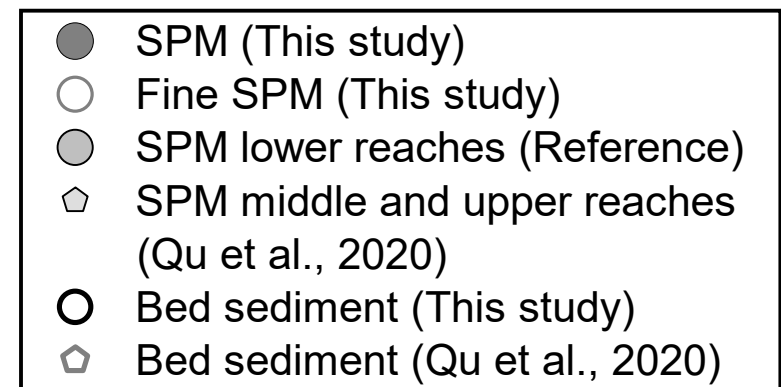 SPM (This study)
Fine SPM (This study)
SPM lower reaches (Reference)
SPM middle and upper reaches
(Qu et al., 2020)
Bed sediment (This study)
Bed sediment (Qu et al., 2020)